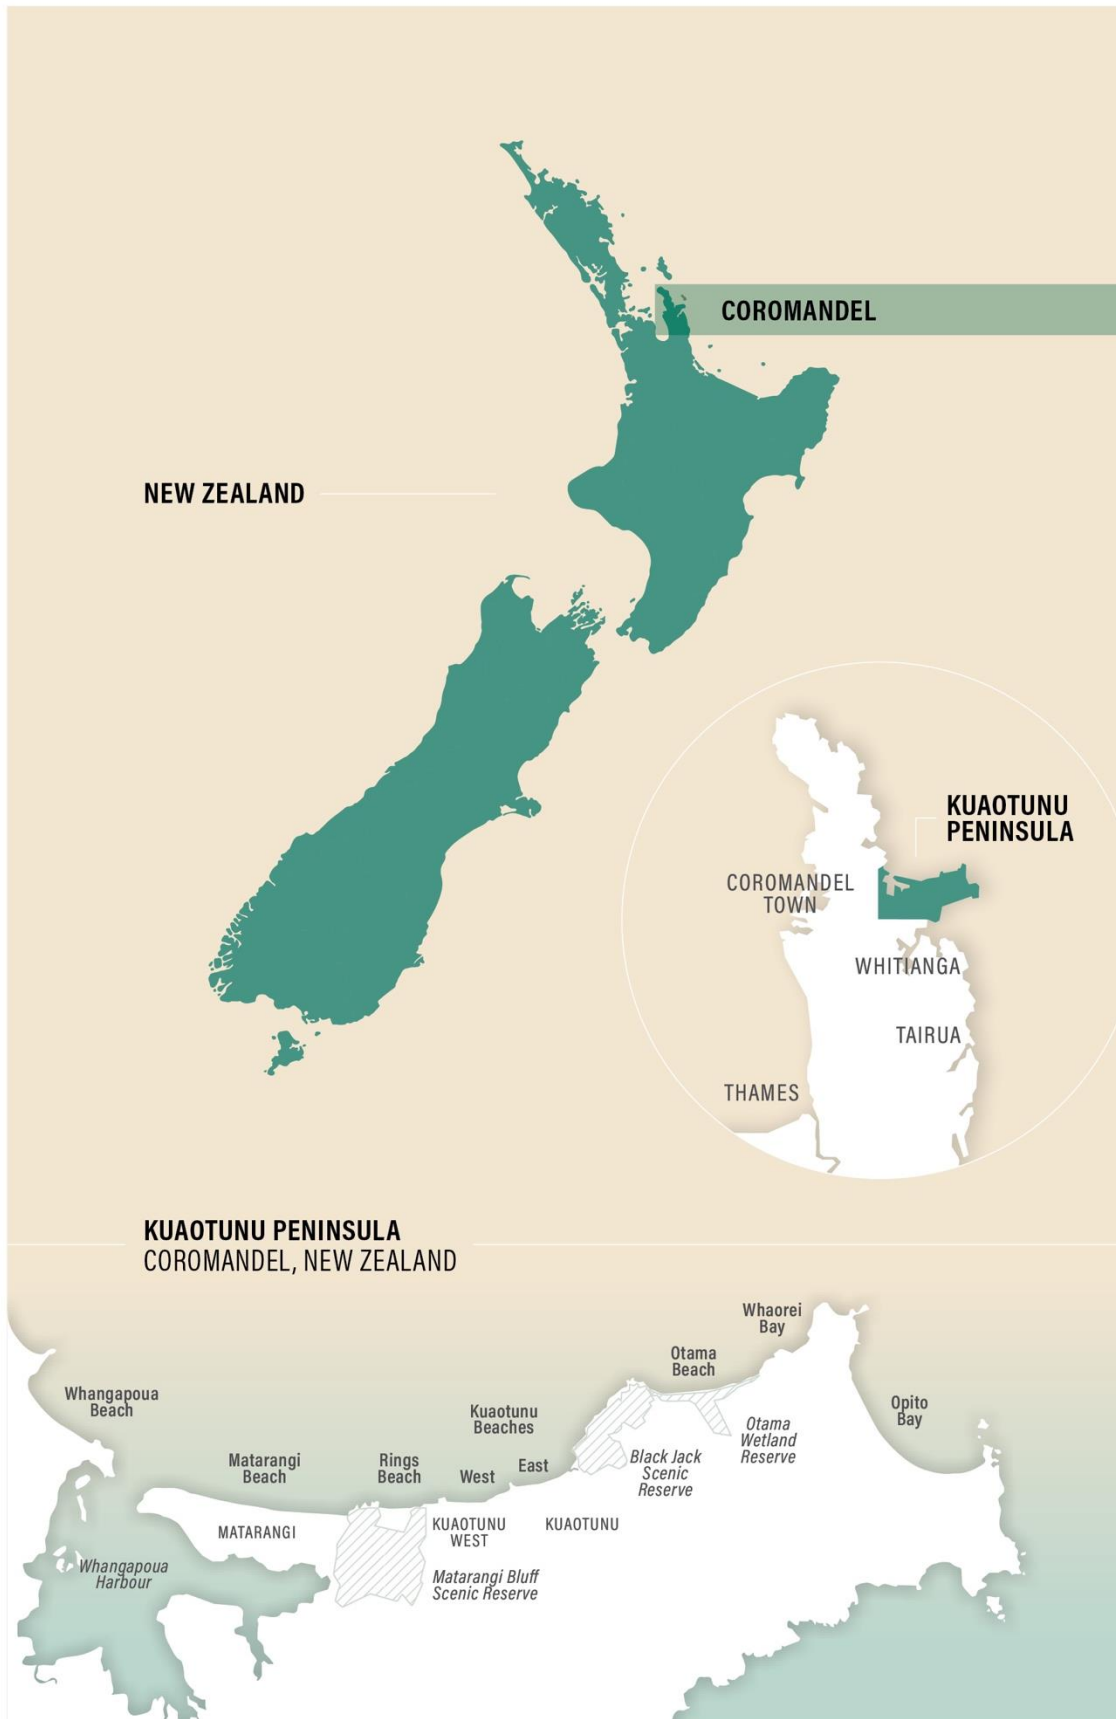 COROMANDEL
NEW ZEALAND
KUAOTUNU
PENINSULA
COROMANDEL
TOWN
WHITIANGA
TAIRUA
THAMES
KUAOTUNU PENINSULA
COROMANDEL, NEW ZEALAND
Whaorei
Bay
Otama
Beach
Whangapoua
Beach
Opito
Bay
Kuaotunu
Beaches
Otama
Wetland
Reserve
Matarangi
Beach
Rings
Beach
West
East
Black Jack
Scenic
Reserve
MATARANGI
KUAOTUNU
WEST
KUAOTUNU
Whangapoua
Harbour
Matarangi Bluff
Scenic Reserve